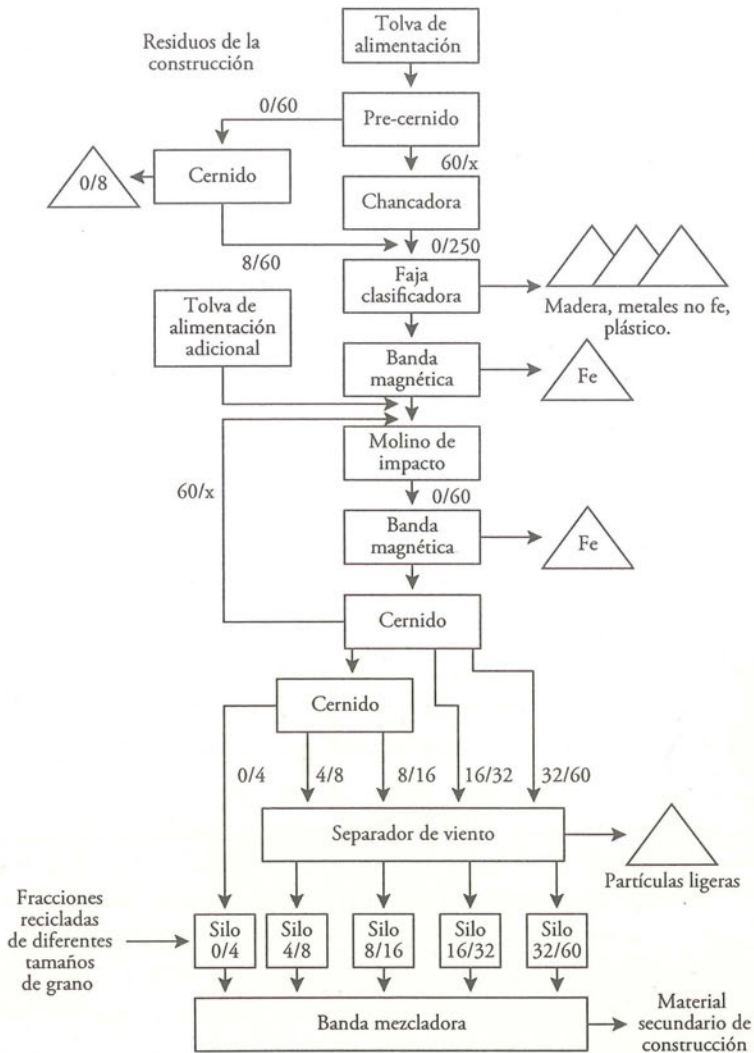 Residuos de la
construcción
Tolva de
alimentación
0/60
Pre-cernido
60/x
0/8
Cernido
Chancadora
8/60
0/250
Faja
clasificadora
Madera, metales no fe,
plástico.
Tolva de
alimentación
adicional
Banda
magnética
Fe
Molino de
impacto
60/x
0/60
Banda
magnética
Fe
Cernido
Cernido
0/4
4/8
8/16
16/32
32/60
Separador de viento
Partículas ligeras
Fracciones
recicladas
de diferentes
tamaños
de grano
Silo
0/4
Silo
4/8
Silo
8/16
Silo
16/32
Silo
32/60
Banda mezcladora
Material
secundario de
construcción